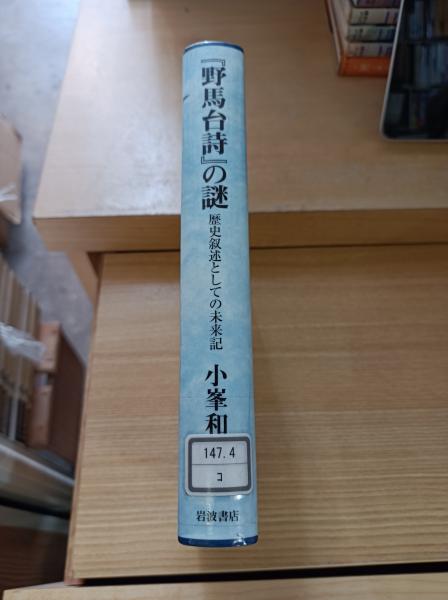 『野馬台詩』の謎
歴史叙述としての未来記
小峯和
147.4
コ
岩波書店